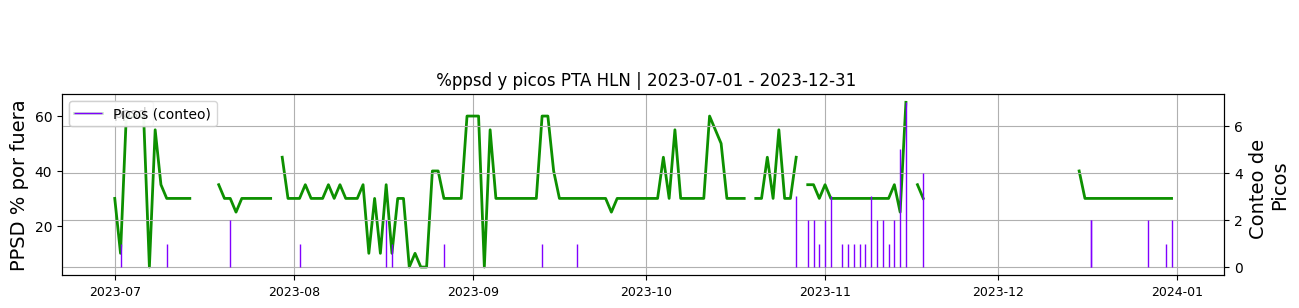 %ppsd y picos PTA HLN | 2023-07-01 - 2023-12-31
Picos (conteo)
PPSD % por fuera
60
40
20
6
4
2
0
Conteo de
Picos
2023-07
2023-08
2023-09
2023-10
2023-11
2023-12
2024-01